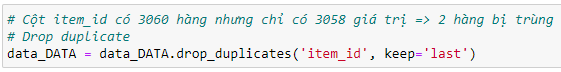 # Cột item_id có 3060 hàng nhưng chỉ có 3058 giá trị => 2 hàng bị trùng
# Drop duplicate
data_DATA = data_DATA.drop_duplicates('item_id', keep='last')